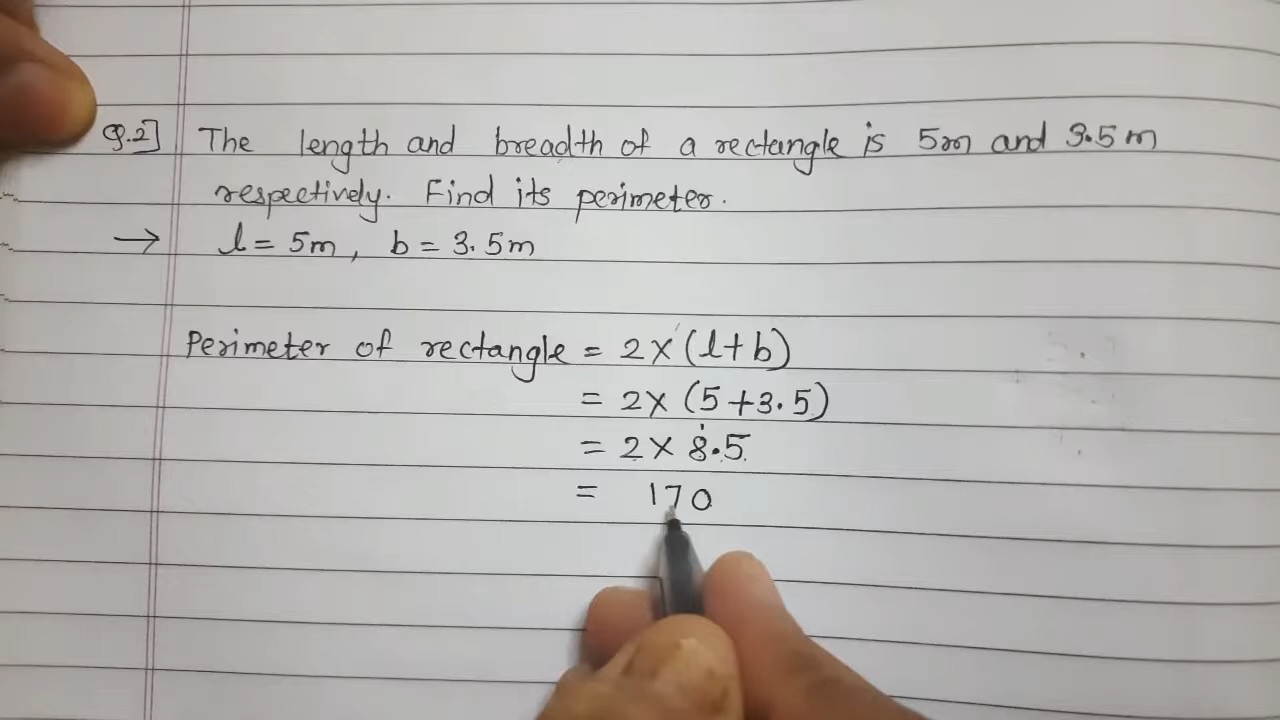 Q.2] The length and breadth of a rectangle is 5m and 3.5m
respectively. Find its perimeter.
→ l = 5m, b = 3.5m
Perimeter of rectangle = 2 × (l + b)
= 2 × (5 + 3.5)
= 2 × 8.5
= 170